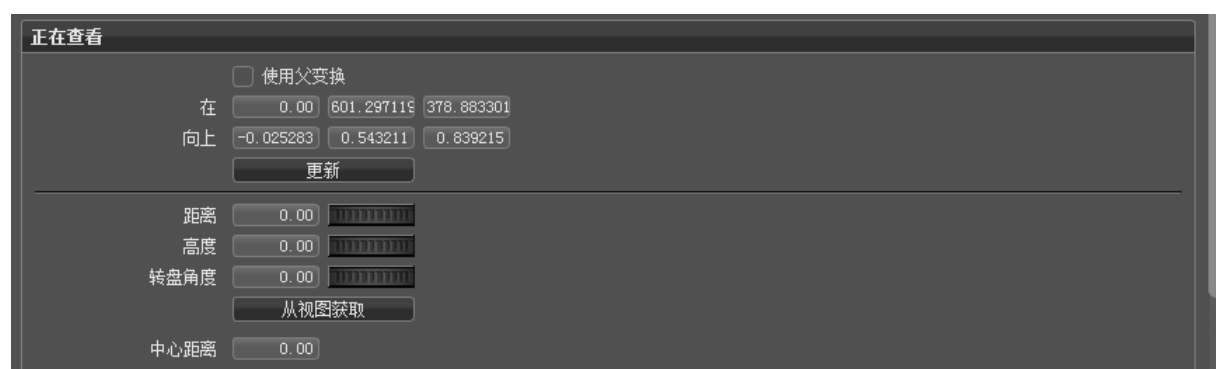 正在查看
使用父变换
在 0.00 601.297119 378.883301
向上 -0.025283 0.543211 0.839215
更新
距离 0.00
高度 0.00
转盘角度 0.00
从视图获取
中心距离 0.00